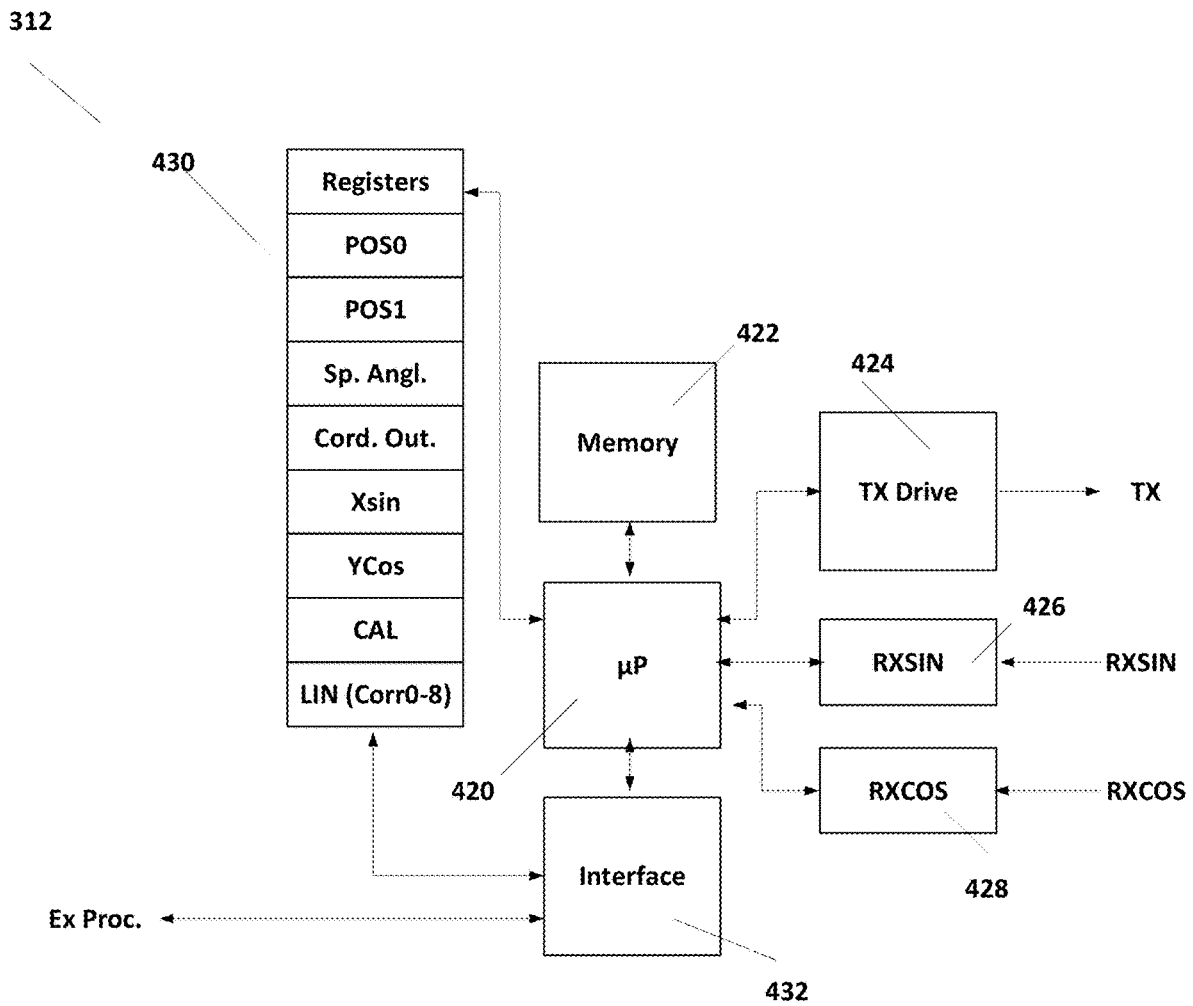 312
430
Registers
POS0
POS1
Sp. Angl.
Cord. Out.
Xsin
YCos
CAL
LIN (Corr0-8)
422
Memory
424
TX Drive
TX
µP
420
426
RXSIN
RXSIN
RXCOS
RXCOS
428
Interface
432
Ex Proc.